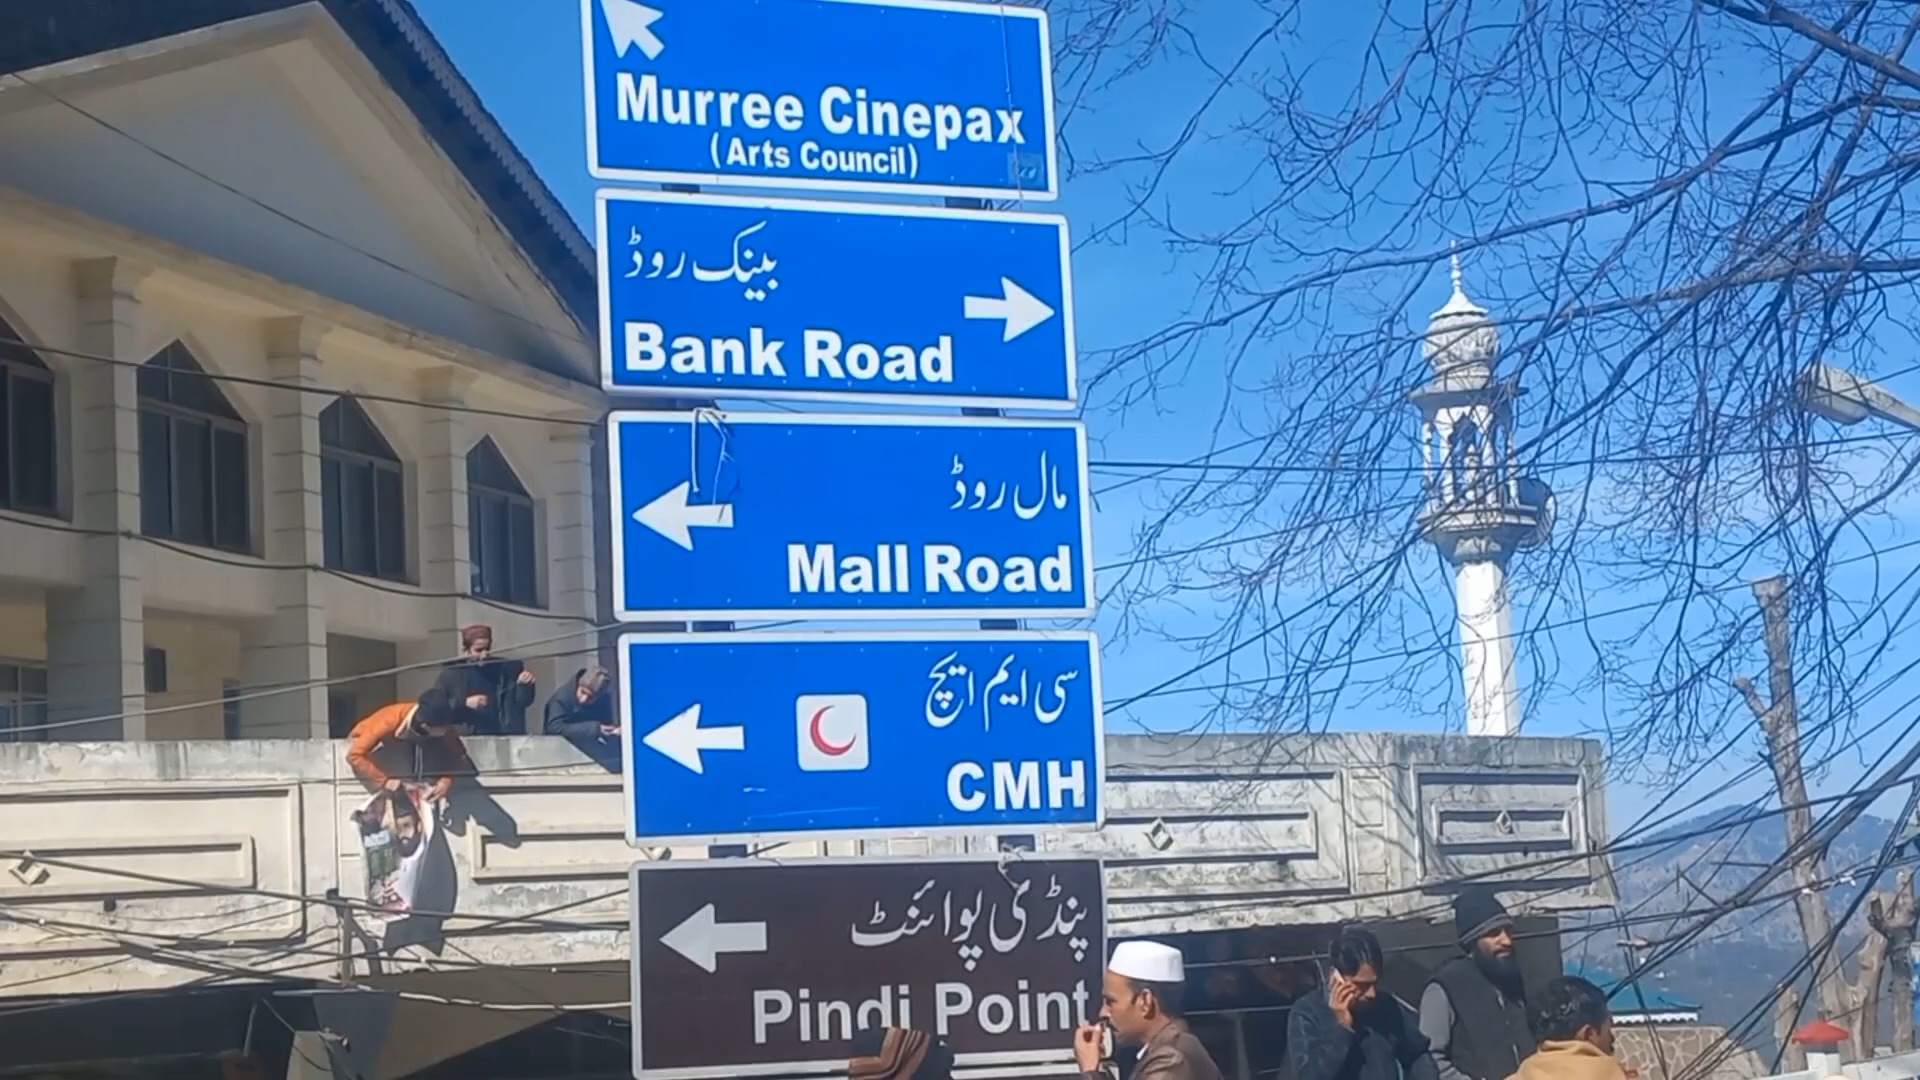 Murree Cinepax
(Arts Council)
بینک روڈ
Bank Road
مال روڈ
Mall Road
سی ایم ایچ
CMH
پنڈی پوائنٹ
Pindi Point